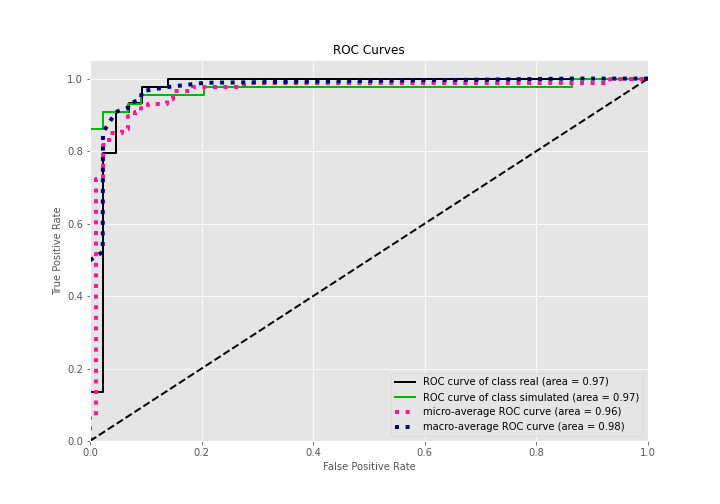 ROC Curves
1.0
0.8
0.6
0.4
0.2
0.0
True Positive Rate
0.0 0.2 0.4 0.6 0.8 1.0
False Positive Rate
ROC curve of class real (area = 0.97)
ROC curve of class simulated (area = 0.97)
micro-average ROC curve (area = 0.96)
macro-average ROC curve (area = 0.98)